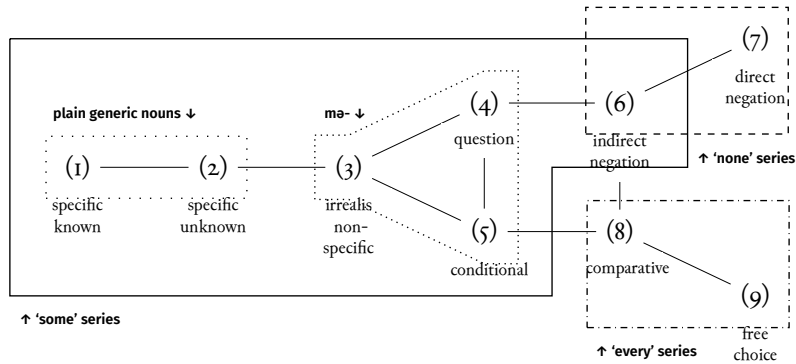 (7)
direct
negation
plain generic nouns ↓
mə- ↓
(4)
question
(6)
indirect
negation
↑ 'none' series
(1)
specific
known
(2)
specific
unknown
(3)
irrealis
non-
specific
(5)
conditional
(8)
comparative
(9)
free
choice
↑ 'some' series
↑ 'every' series